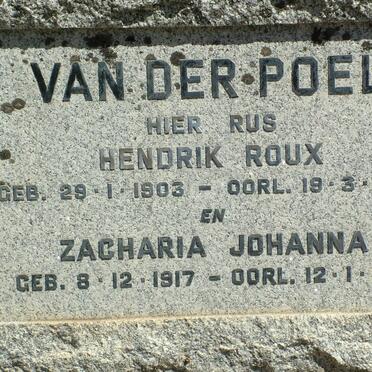 VAN DER POEL
HIER RUS
HENDRIK ROUX
GEB. 29·1·1903 – OORL. 19·3·
EN
ZACHARIA JOHANNA
GEB. 8·12·1917 – OORL. 12·1·